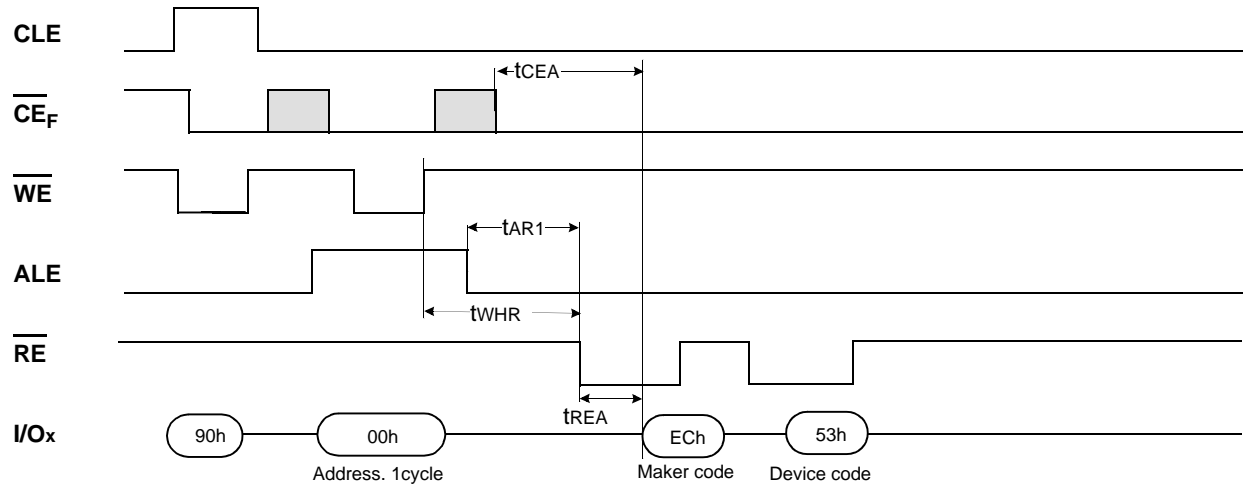 CLE
tCEA
CEF
WE
tAR1
ALE
tWHR
RE
tREA
I/Ox
90h
00h
ECh
53h
Address. 1cycle
Maker code
Device code